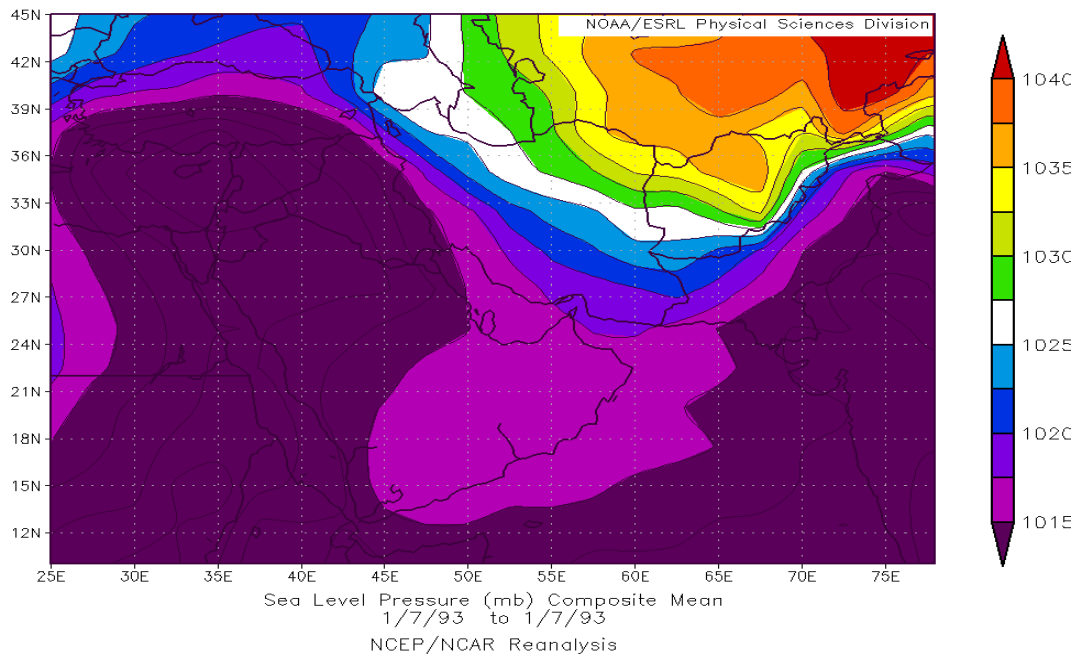 NOAA/ESRL Physical Sciences Division
45N
42N
39N
36N
33N
30N
27N
24N
21N
18N
15N
12N
25E 30E 35E 40E 45E 50E 55E 60E 65E 70E 75E
1040
1035
1030
1025
1020
1015
Sea Level Pressure (mb) Composite Mean
1/7/93 to 1/7/93
NCEP/NCAR Reanalysis